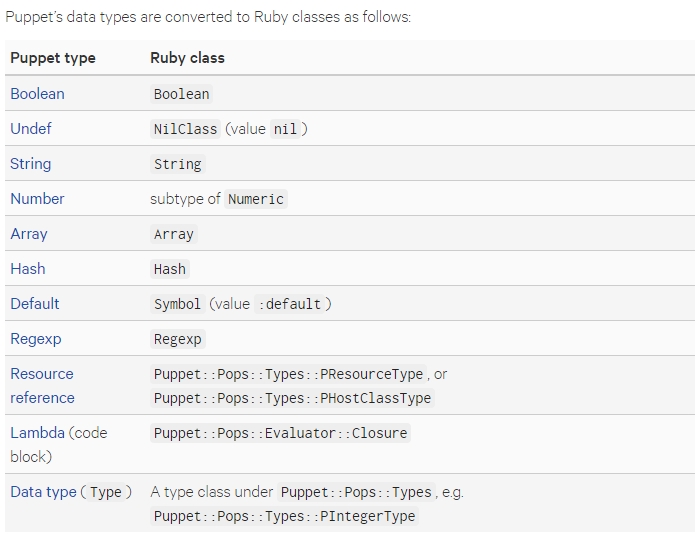 Puppet's data types are converted to Ruby classes as follows:
Puppet type Ruby class
Boolean Boolean
Undef NilClass (value nil )
String String
Number subtype of Numeric
Array Array
Hash Hash
Default Symbol (value :default )
Regexp Regexp
Resource Puppet::Pops::Types::PResourceType , or
reference Puppet::Pops::Types::PHostClassType
Lambda (code Puppet::Pops::Evaluator::Closure
block)
Data type ( Type ) A type class under Puppet::Pops::Types , e.g.
Puppet::Pops::Types::PIntegerType